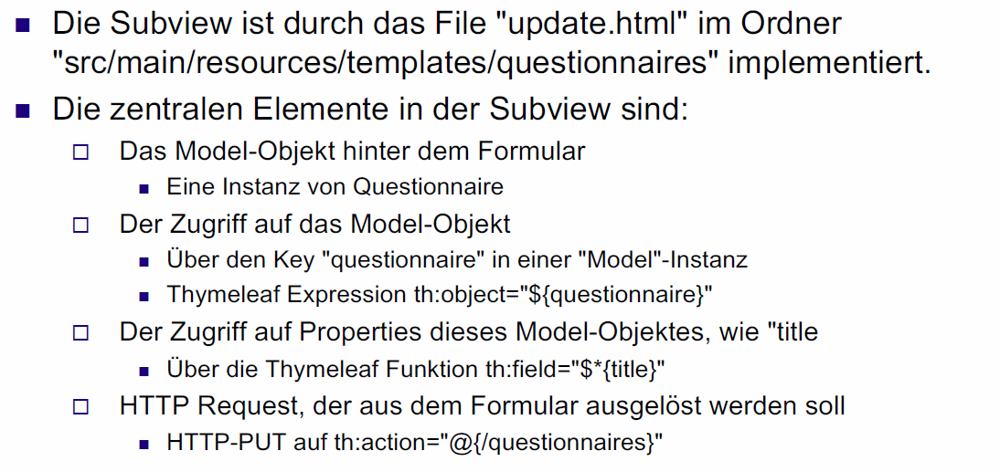 Die Subview ist durch das File "update.html" im Ordner
"src/main/resources/templates/questionnaires" implementiert.
Die zentralen Elemente in der Subview sind:
Das Model-Objekt hinter dem Formular
Eine Instanz von Questionnaire
Der Zugriff auf das Model-Objekt
Über den Key "questionnaire" in einer "Model"-Instanz
Thymeleaf Expression th:object="${questionnaire}"
Der Zugriff auf Properties dieses Model-Objektes, wie "title
Über die Thymeleaf Funktion th:field="$*{title}"
HTTP Request, der aus dem Formular ausgelöst werden soll
HTTP-PUT auf th:action="@{/questionnaires}"